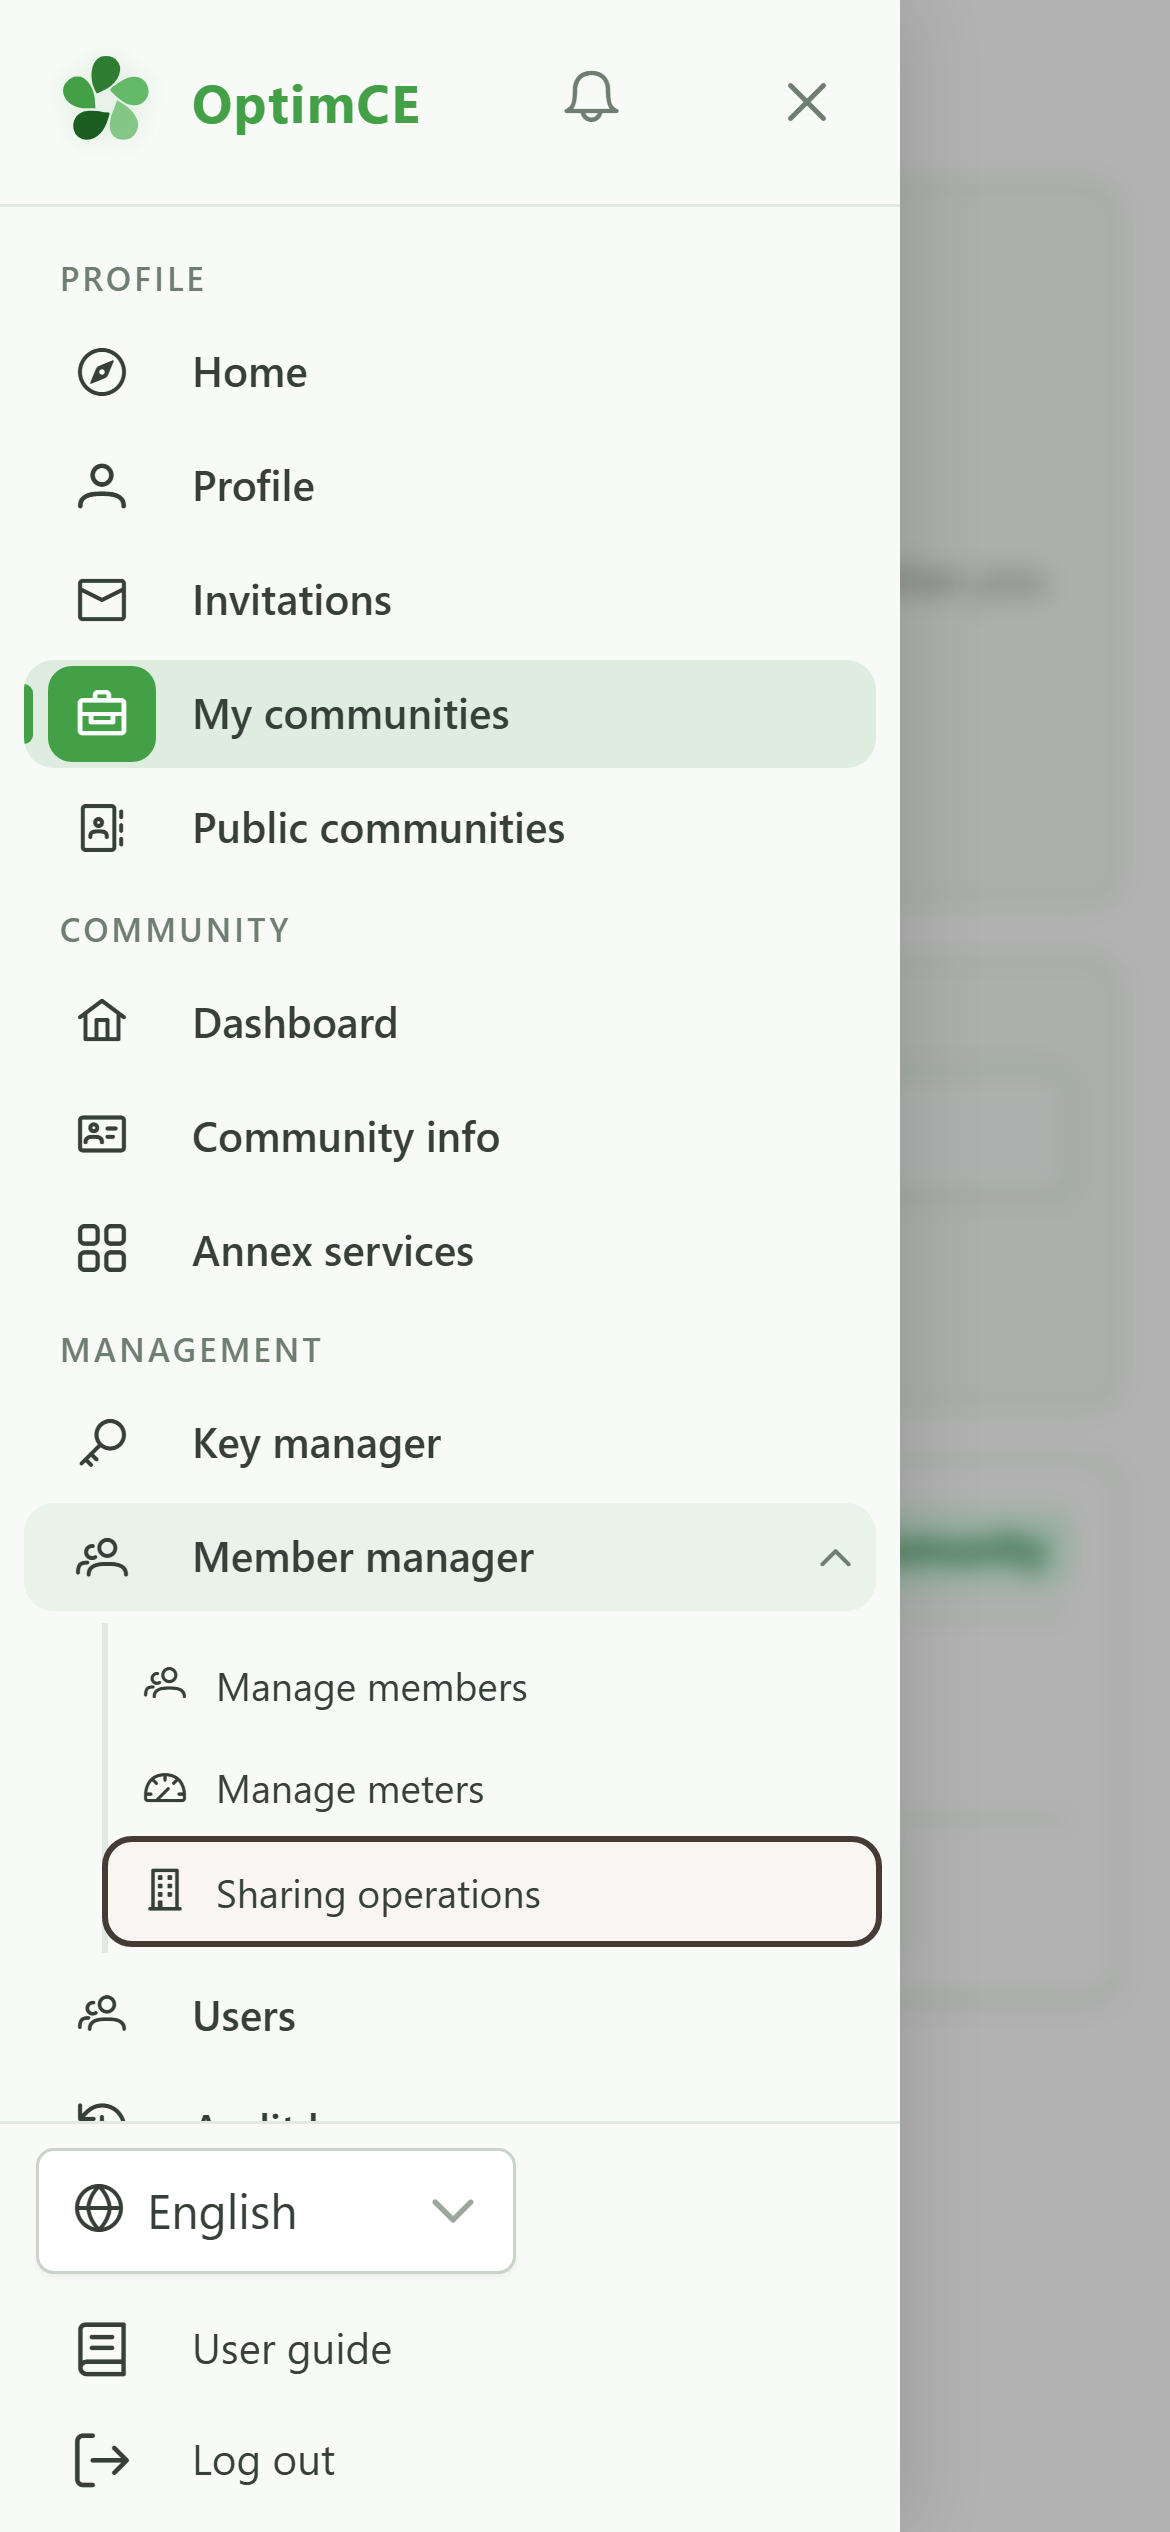 OptimCE
PROFILE
Home
Profile
Invitations
My communities
Public communities
COMMUNITY
Dashboard
Community info
Annex services
MANAGEMENT
Key manager
Member manager
Manage members
Manage meters
Sharing operations
Users
English
User guide
Log out